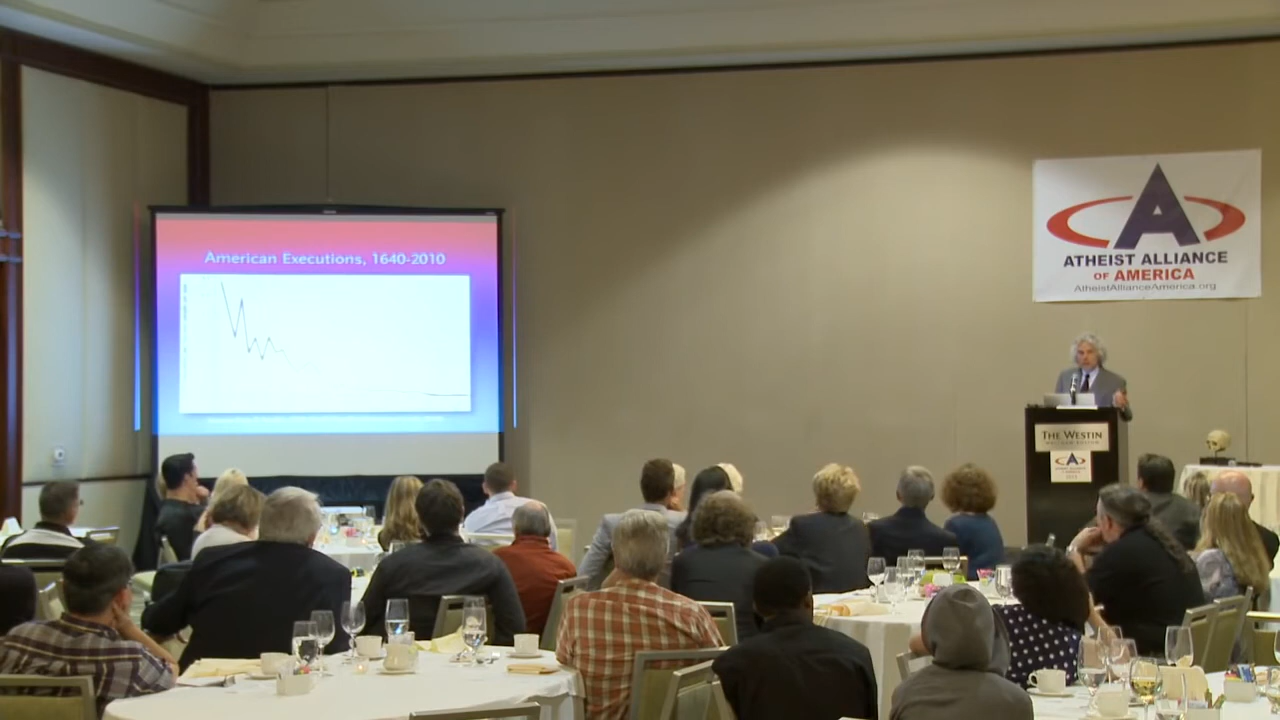 American Executions, 1640-2010
A
ATHEIST ALLIANCE
OF AMERICA
AtheistAllianceAmerica.org
THE WESTIN